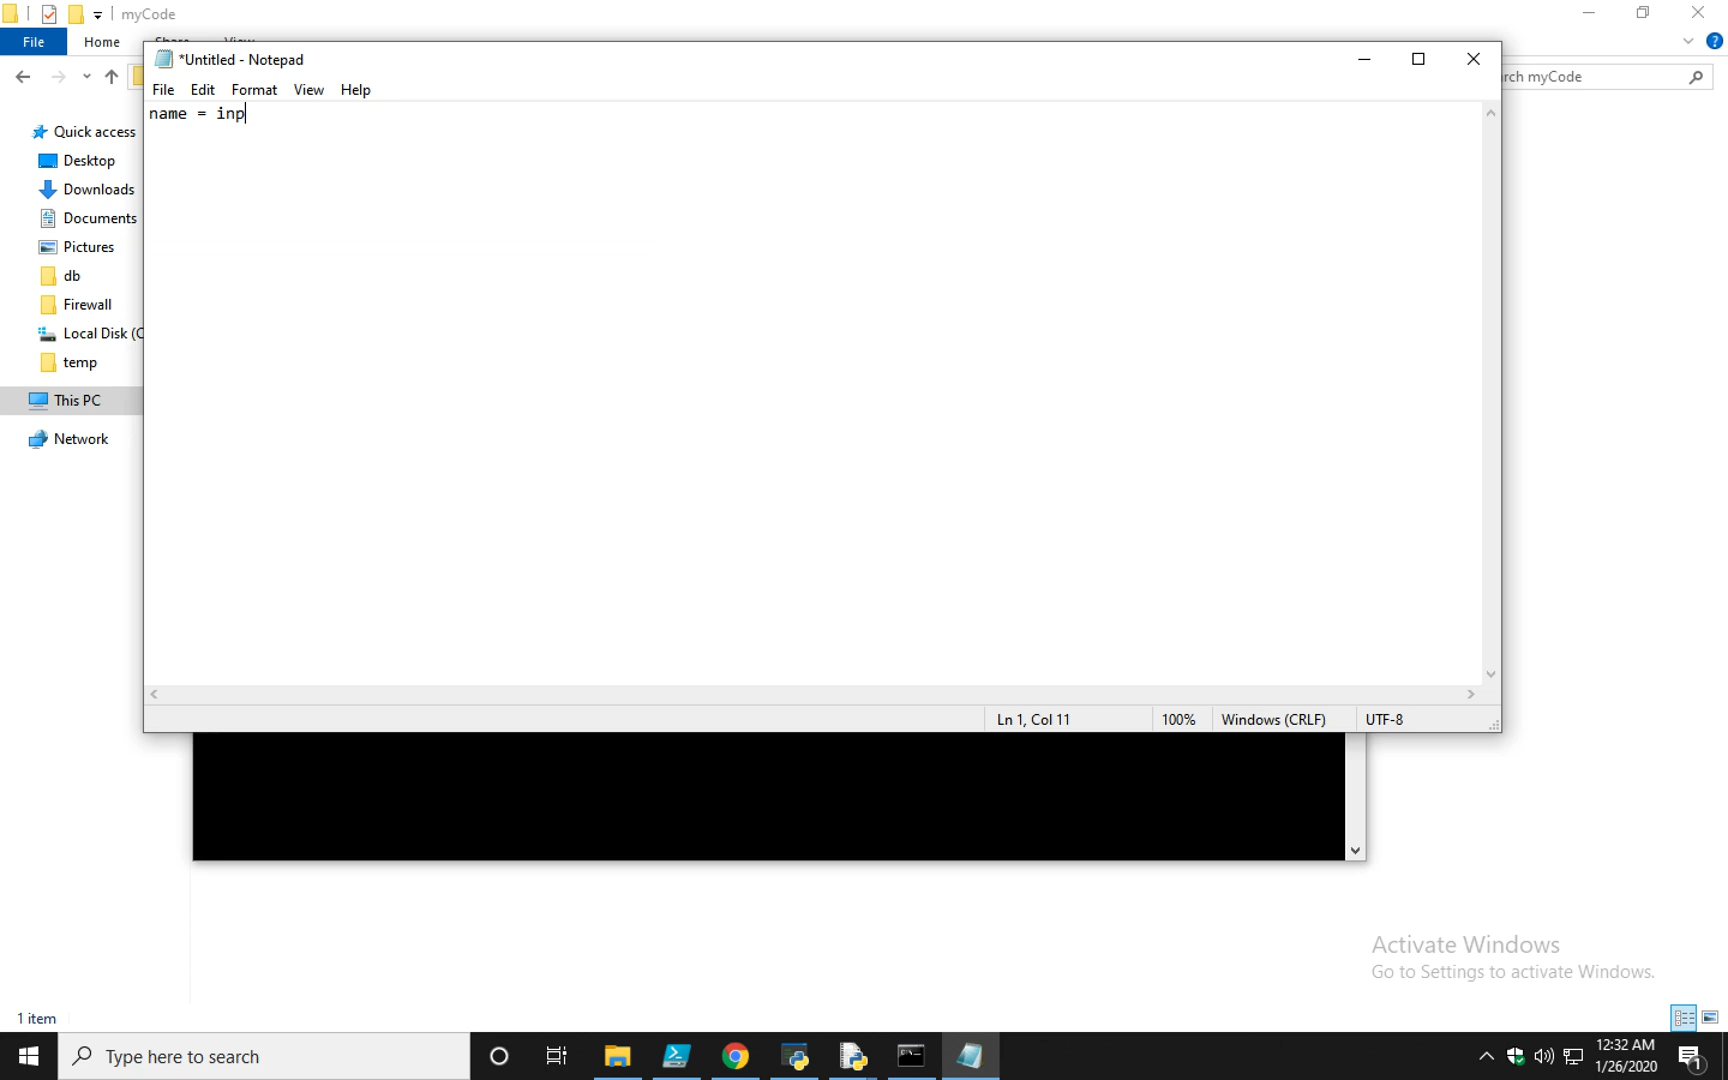 myCode
File Home Share View
*Untitled - Notepad
rch myCode
File Edit Format View Help
name = inp
Quick access
Desktop
Downloads
Documents
Pictures
db
Firewall
Local Disk (C
temp
This PC
Network
Ln 1, Col 11 100% Windows (CRLF) UTF-8
Activate Windows
Go to Settings to activate Windows.
1 item
Type here to search
12:32 AM
1/26/2020
1